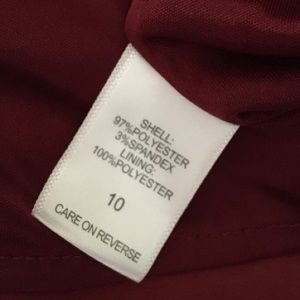 SHELL:
97%POLYESTER
3%SPANDEX
LINING:
100%POLYESTER
10
CARE ON REVERSE